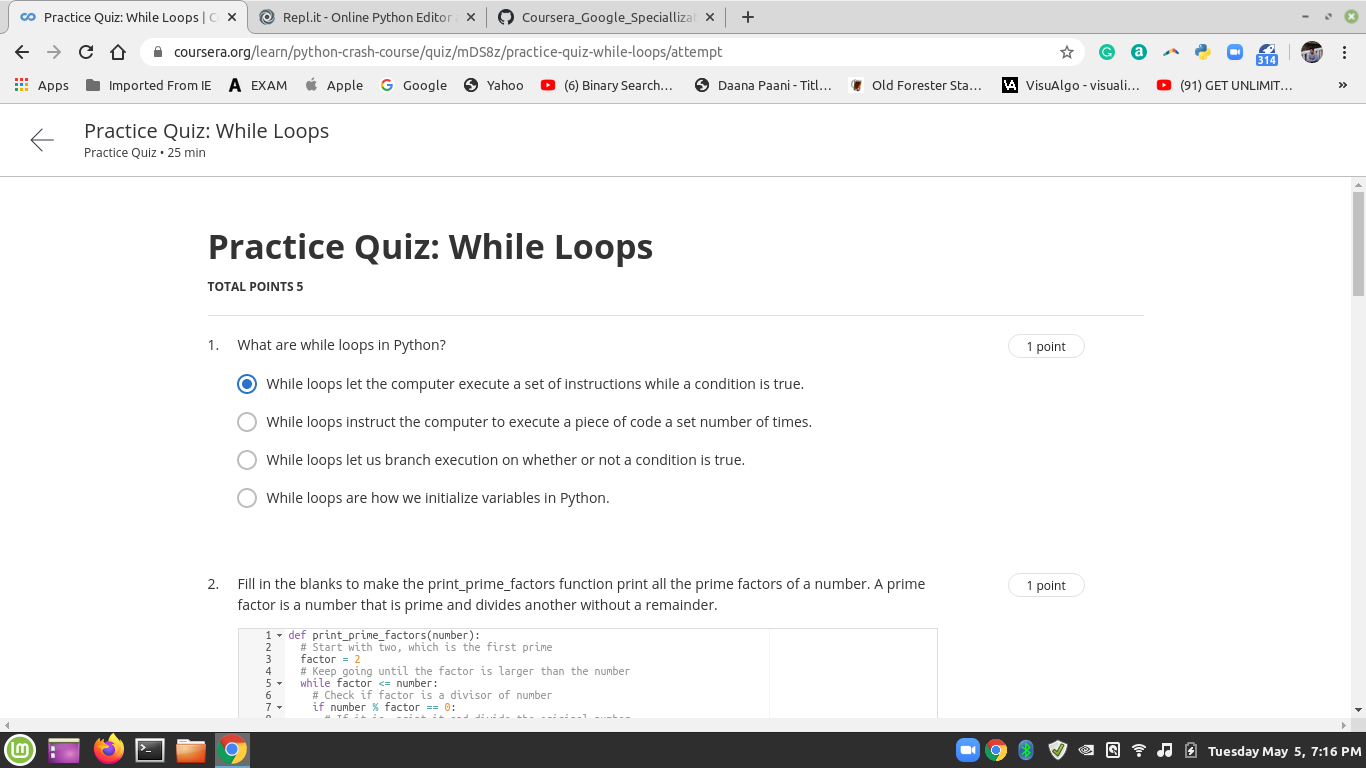 Practice Quiz: While Loops | C
Repl.it - Online Python Editor
Coursera_Google_Speciallizat
coursera.org/learn/python-crash-course/quiz/mDS8z/practice-quiz-while-loops/attempt
314
Apps Imported From IE EXAM Apple Google Yahoo (6) Binary Search... Daana Paani - Titl... Old Forester Sta... VisuAlgo - visuali... (91) GET UNLIMIT... »
Practice Quiz: While Loops
Practice Quiz • 25 min
Practice Quiz: While Loops
TOTAL POINTS 5
1. What are while loops in Python? 1 point
While loops let the computer execute a set of instructions while a condition is true.
While loops instruct the computer to execute a piece of code a set number of times.
While loops let us branch execution on whether or not a condition is true.
While loops are how we initialize variables in Python.
2. Fill in the blanks to make the print_prime_factors function print all the prime factors of a number. A prime 1 point
factor is a number that is prime and divides another without a remainder.
1 def print_prime_factors(number):
2 # Start with two, which is the first prime
3 factor = 2
4 # Keep going until the factor is larger than the number
5 while factor <= number:
6 # Check if factor is a divisor of number
7 if number % factor == 0:
Tuesday May 5, 7:16 PM